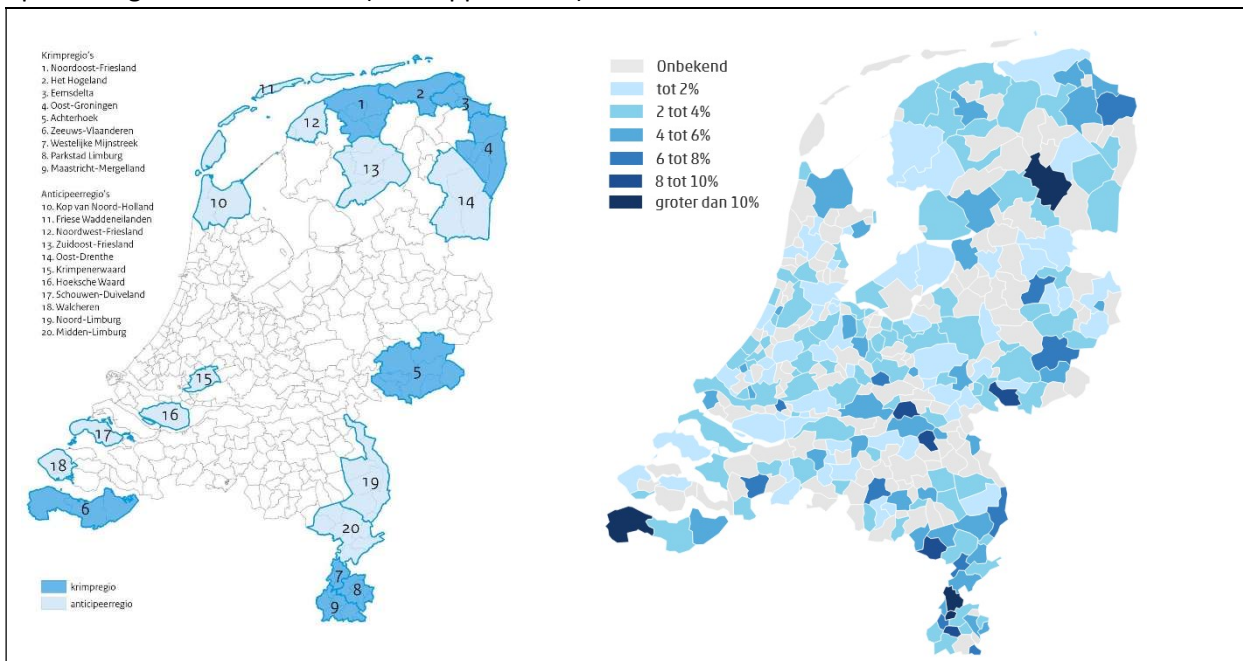 Krimpregio's
1. Noordoost-Friesland
2. Het Hogeland
3. Eemsdelta
4. Oost-Groningen
5. Achterhoek
6. Zeeuws-Vlaanderen
7. Westelijke Mijnstreek
8. Parkstad Limburg
9. Maastricht-Mergelland
Anticipeerregio's
10. Kop van Noord-Holland
11. Friese Waddeneilanden
12. Noordwest-Friesland
13. Zuidoost-Friesland
14. Oost-Drenthe
15. Krimpenerwaard
16. Hoeksche Waard
17. Schouwen-Duiveland
18. Walcheren
19. Noord-Limburg
20. Midden-Limburg
11
12
1
2
3
4
13
14
10
5
15
16
17
18
6
19
20
7
8
9
krimpregio
anticipeerregio
Onbekend
tot 2%
2 tot 4%
4 tot 6%
6 tot 8%
8 tot 10%
groter dan 10%